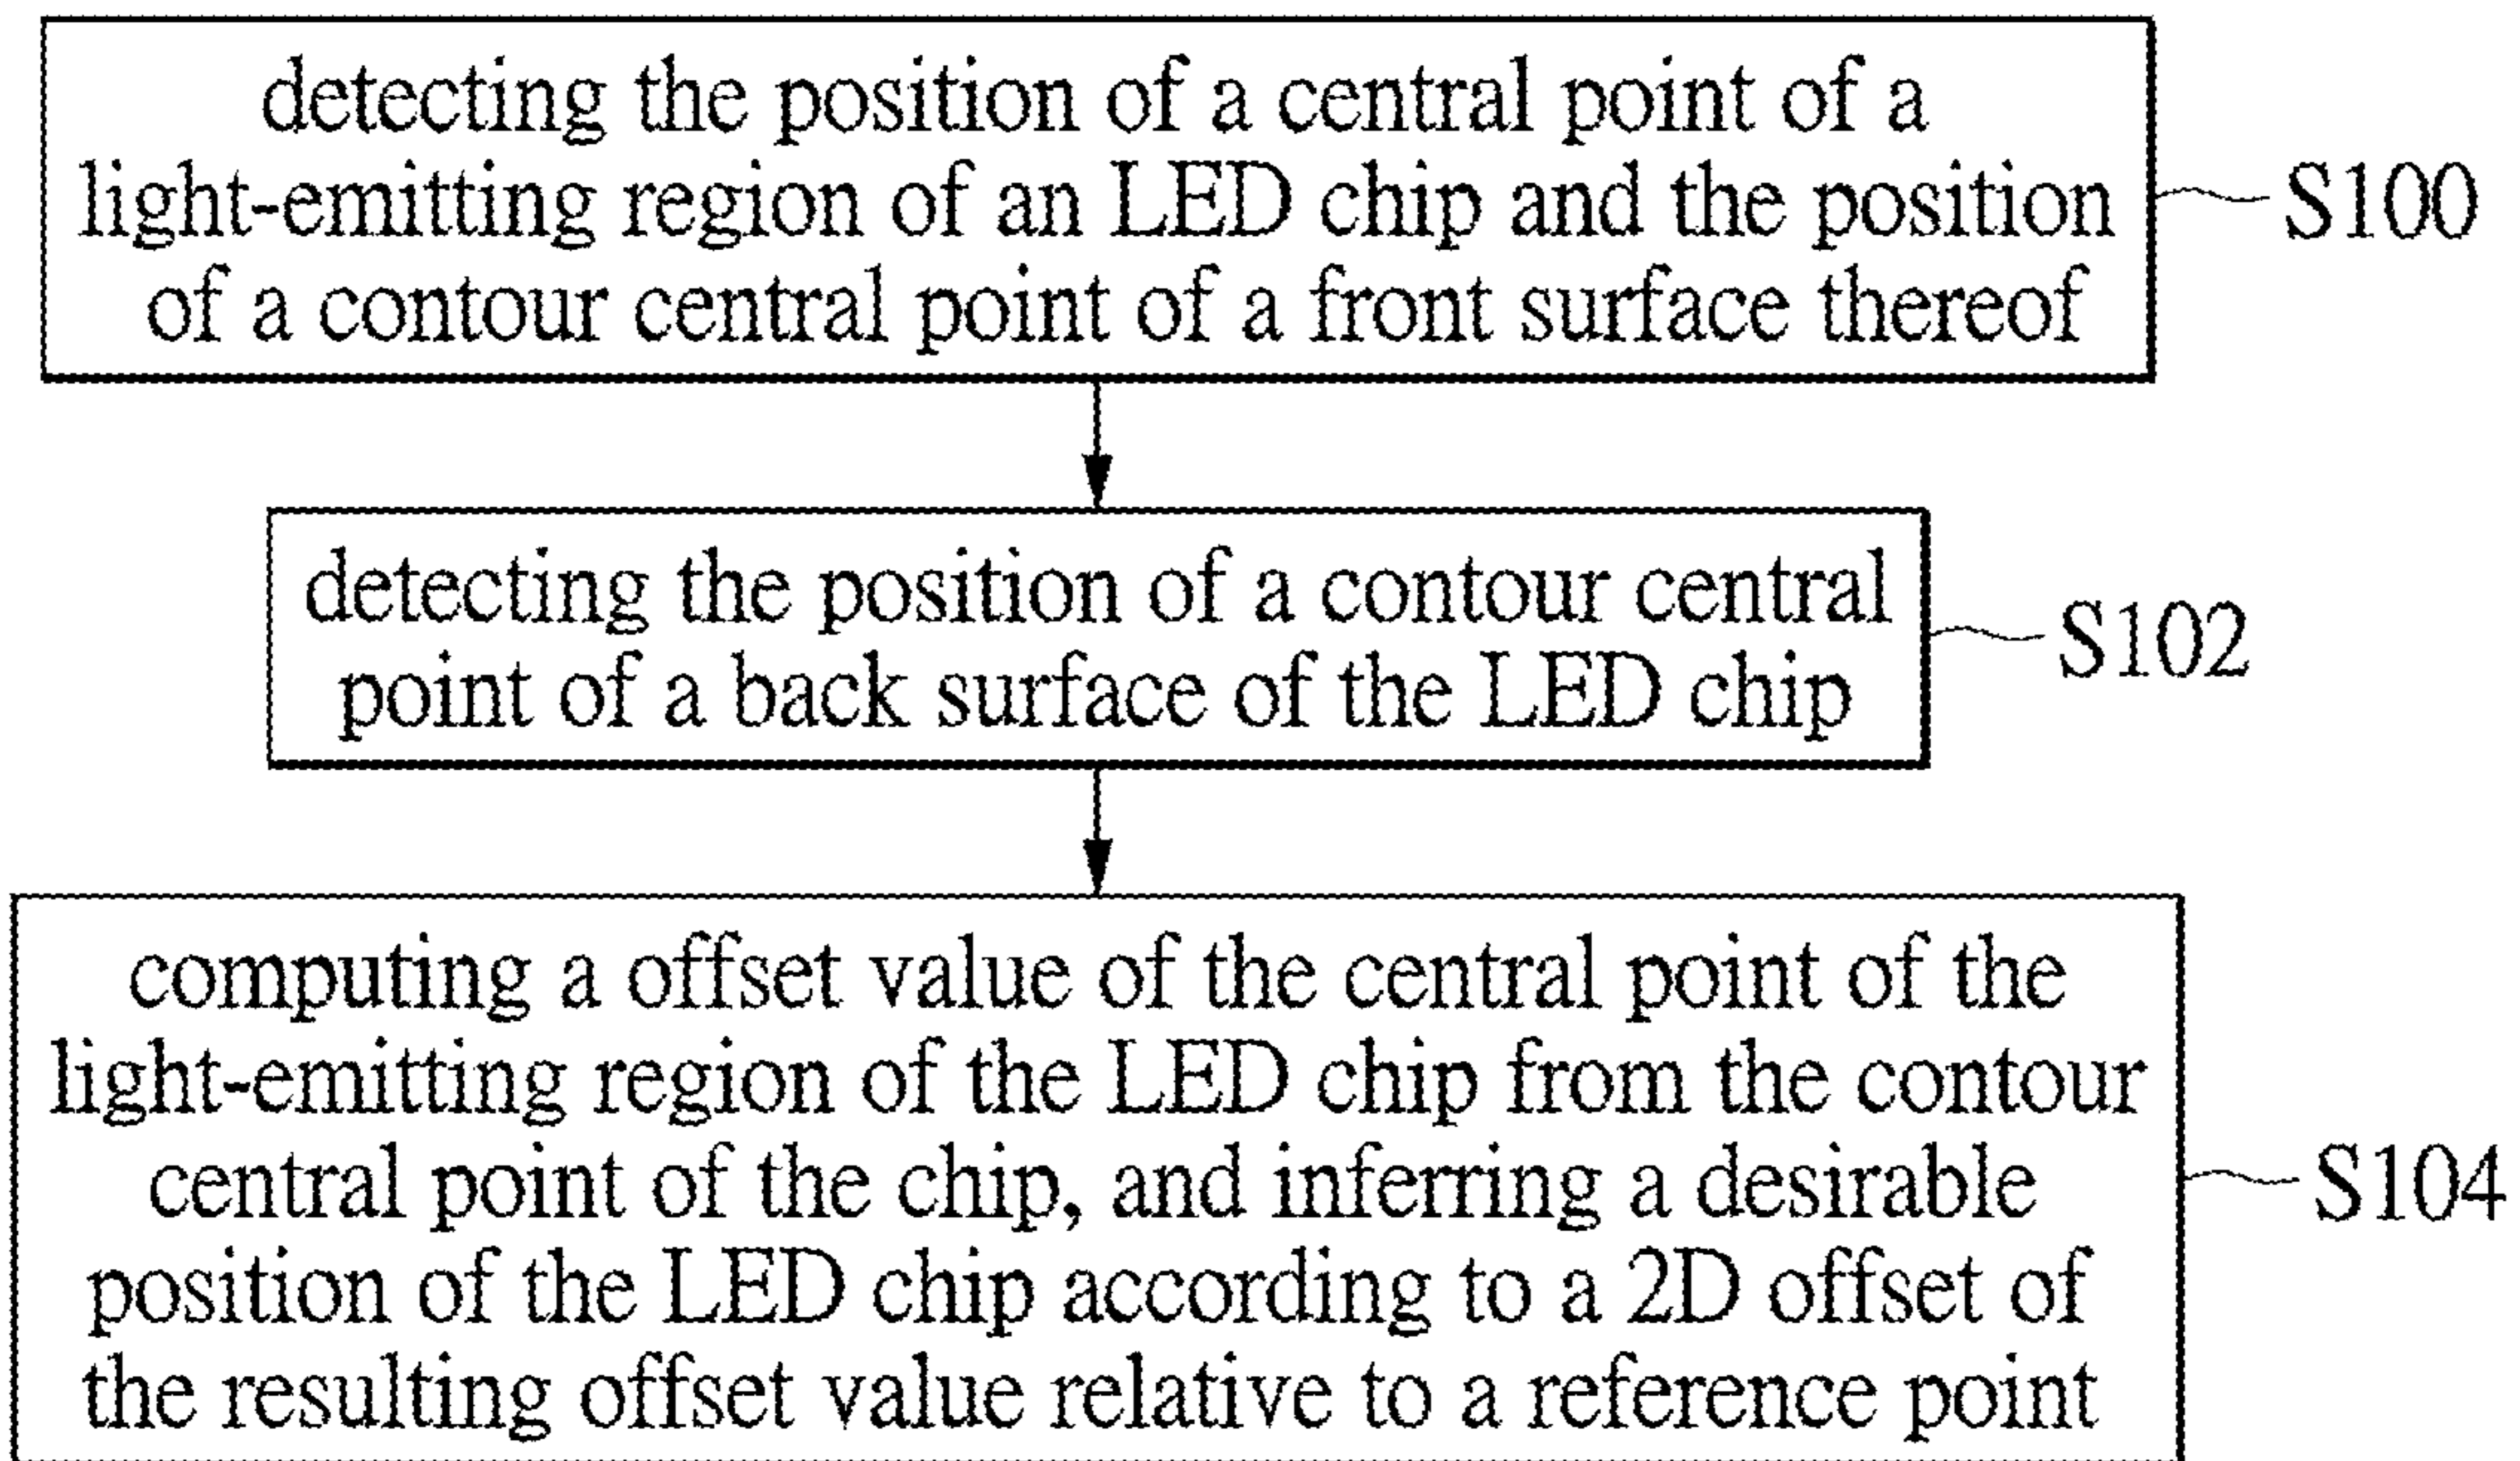 detecting the position of a central point of a
light-emitting region of an LED chip and the position
of a contour central point of a front surface thereof
S100
detecting the position of a contour central
point of a back surface of the LED chip
S102
computing a offset value of the central point of the
light-emitting region of the LED chip from the contour
central point of the chip, and inferring a desirable
position of the LED chip according to a 2D offset of
the resulting offset value relative to a reference point
S104